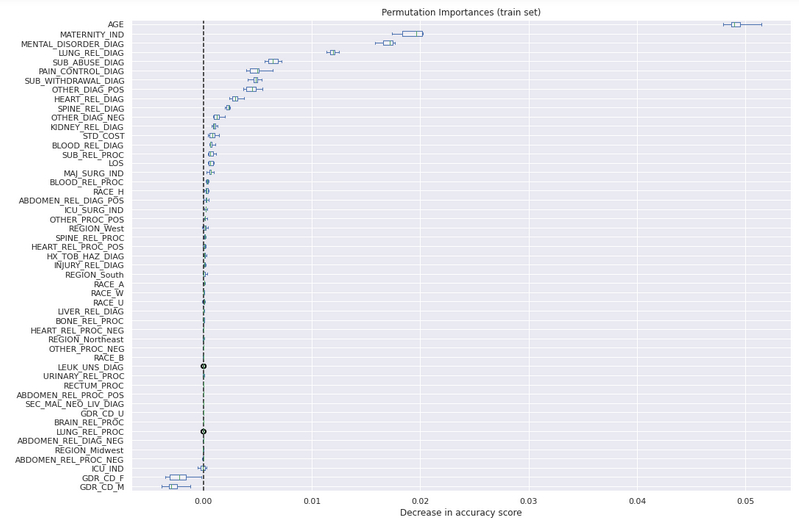 Permutation Importances (train set)
AGE
MATERNITY_IND
MENTAL_DISORDER_DIAG
LUNG_REL_DIAG
SUB_ABUSE_DIAG
PAIN_CONTROL_DIAG
SUB_WITHDRAWAL_DIAG
OTHER_DIAG_POS
HEART_REL_DIAG
SPINE_REL_DIAG
OTHER_DIAG_NEG
KIDNEY_REL_DIAG
STD_COST
BLOOD_REL_DIAG
SUB_REL_PROC
LOS
MAJ_SURG_IND
BLOOD_REL_PROC
RACE_H
ABDOMEN_REL_DIAG_POS
ICU_SURG_IND
OTHER_PROC_POS
REGION_West
SPINE_REL_PROC
HEART_REL_PROC_POS
HX_TOB_HAZ_DIAG
INJURY_REL_DIAG
REGION_South
RACE_A
RACE_W
RACE_U
LIVER_REL_DIAG
BONE_REL_PROC
HEART_REL_PROC_NEG
REGION_Northeast
OTHER_PROC_NEG
RACE_B
LEUK_UNS_DIAG
URINARY_REL_PROC
RECTUM_PROC
ABDOMEN_REL_PROC_POS
SEC_MAL_NEO_LIV_DIAG
GDR_CD_U
BRAIN_REL_PROC
LUNG_REL_PROC
ABDOMEN_REL_DIAG_NEG
REGION_Midwest
ABDOMEN_REL_PROC_NEG
ICU_IND
GDR_CD_F
GDR_CD_M
0.00 0.01 0.02 0.03 0.04 0.05
Decrease in accuracy score